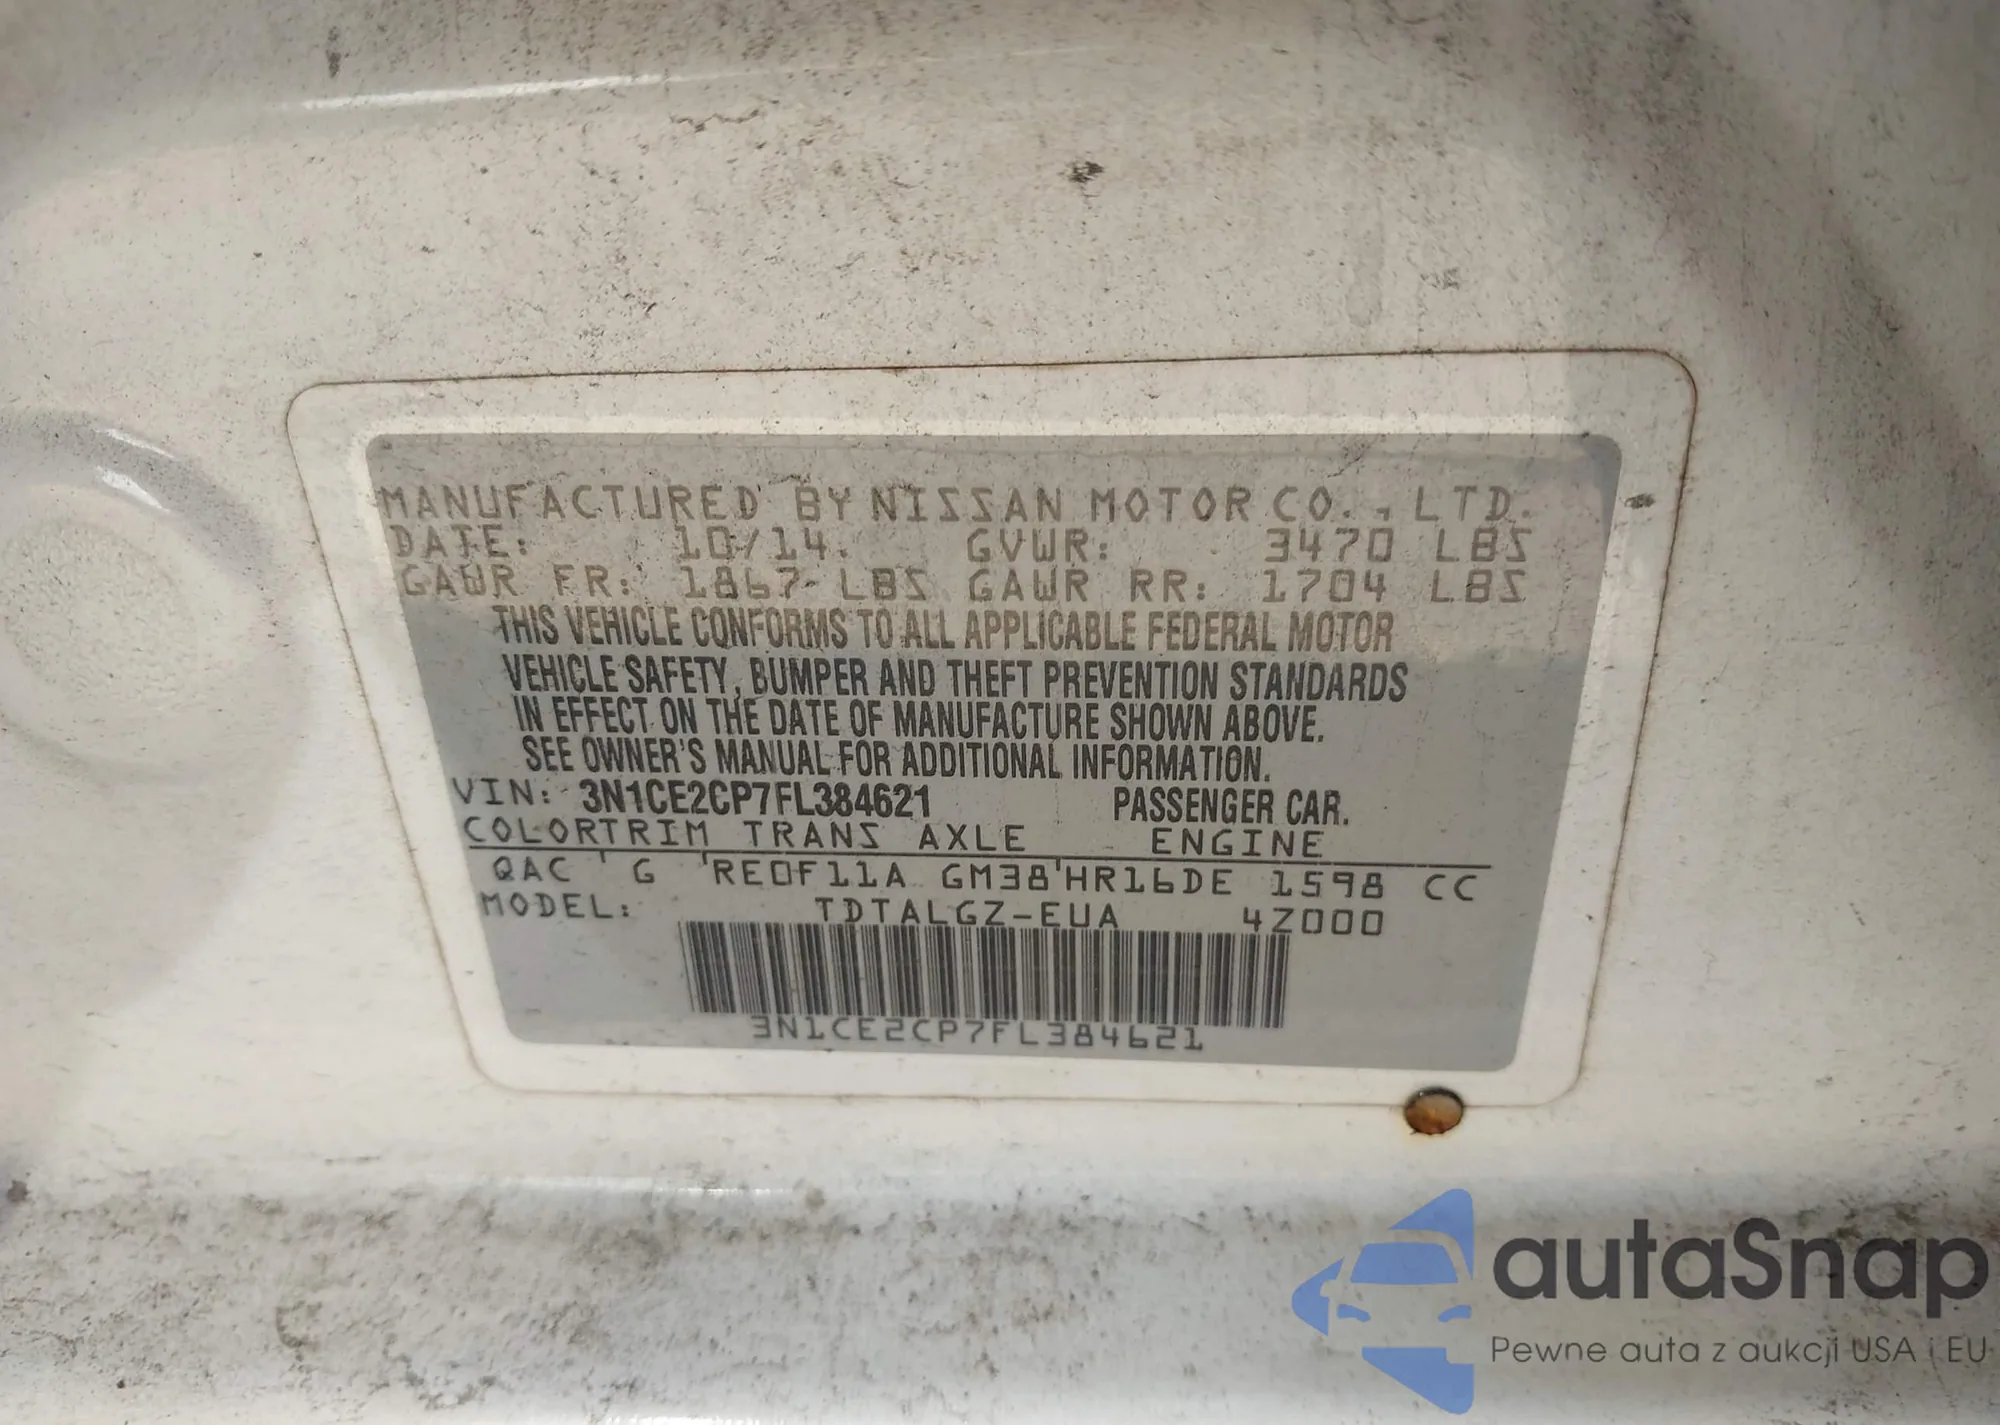 MANUFACTURED BY NISSAN MOTOR CO., LTD.
DATE: 10/14 GVWR: 3470 LBS
GAWR FR: 1867 LBS GAWR RR: 1704 LBS
THIS VEHICLE CONFORMS TO ALL APPLICABLE FEDERAL MOTOR
VEHICLE SAFETY, BUMPER AND THEFT PREVENTION STANDARDS
IN EFFECT ON THE DATE OF MANUFACTURE SHOWN ABOVE.
SEE OWNER'S MANUAL FOR ADDITIONAL INFORMATION.
VIN: 3N1CE2CP7FL384621 PASSENGER CAR.
COLORTRIM TRANS AXLE ENGINE
QAC ' G 'RE0F11A GM38'HR16DE 1598 CC
MODEL: TDTALGZ-EUA 4Z000
3N1CE2CP7FL384621
autaSnap
Pewne auta z aukcji USA i EU